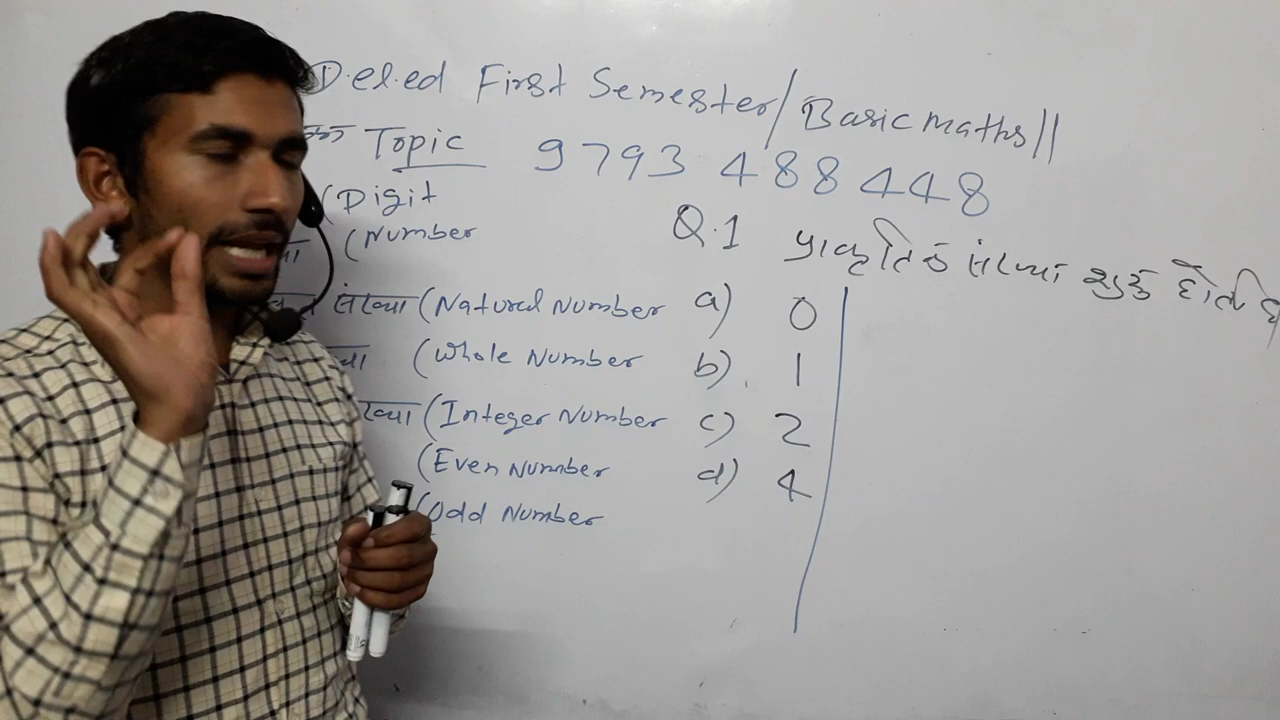 D.el.ed First Semester/Basic maths||
Topic 9793 488 448
(Digit
(Number
Q.1 प्राकृतिक संख्या शुरू होती
संख्या (Natural Number
a) 0
(Whole Number
b) 1
(Integer Number
c) 2
(Even Number
d) 4
(Odd Number